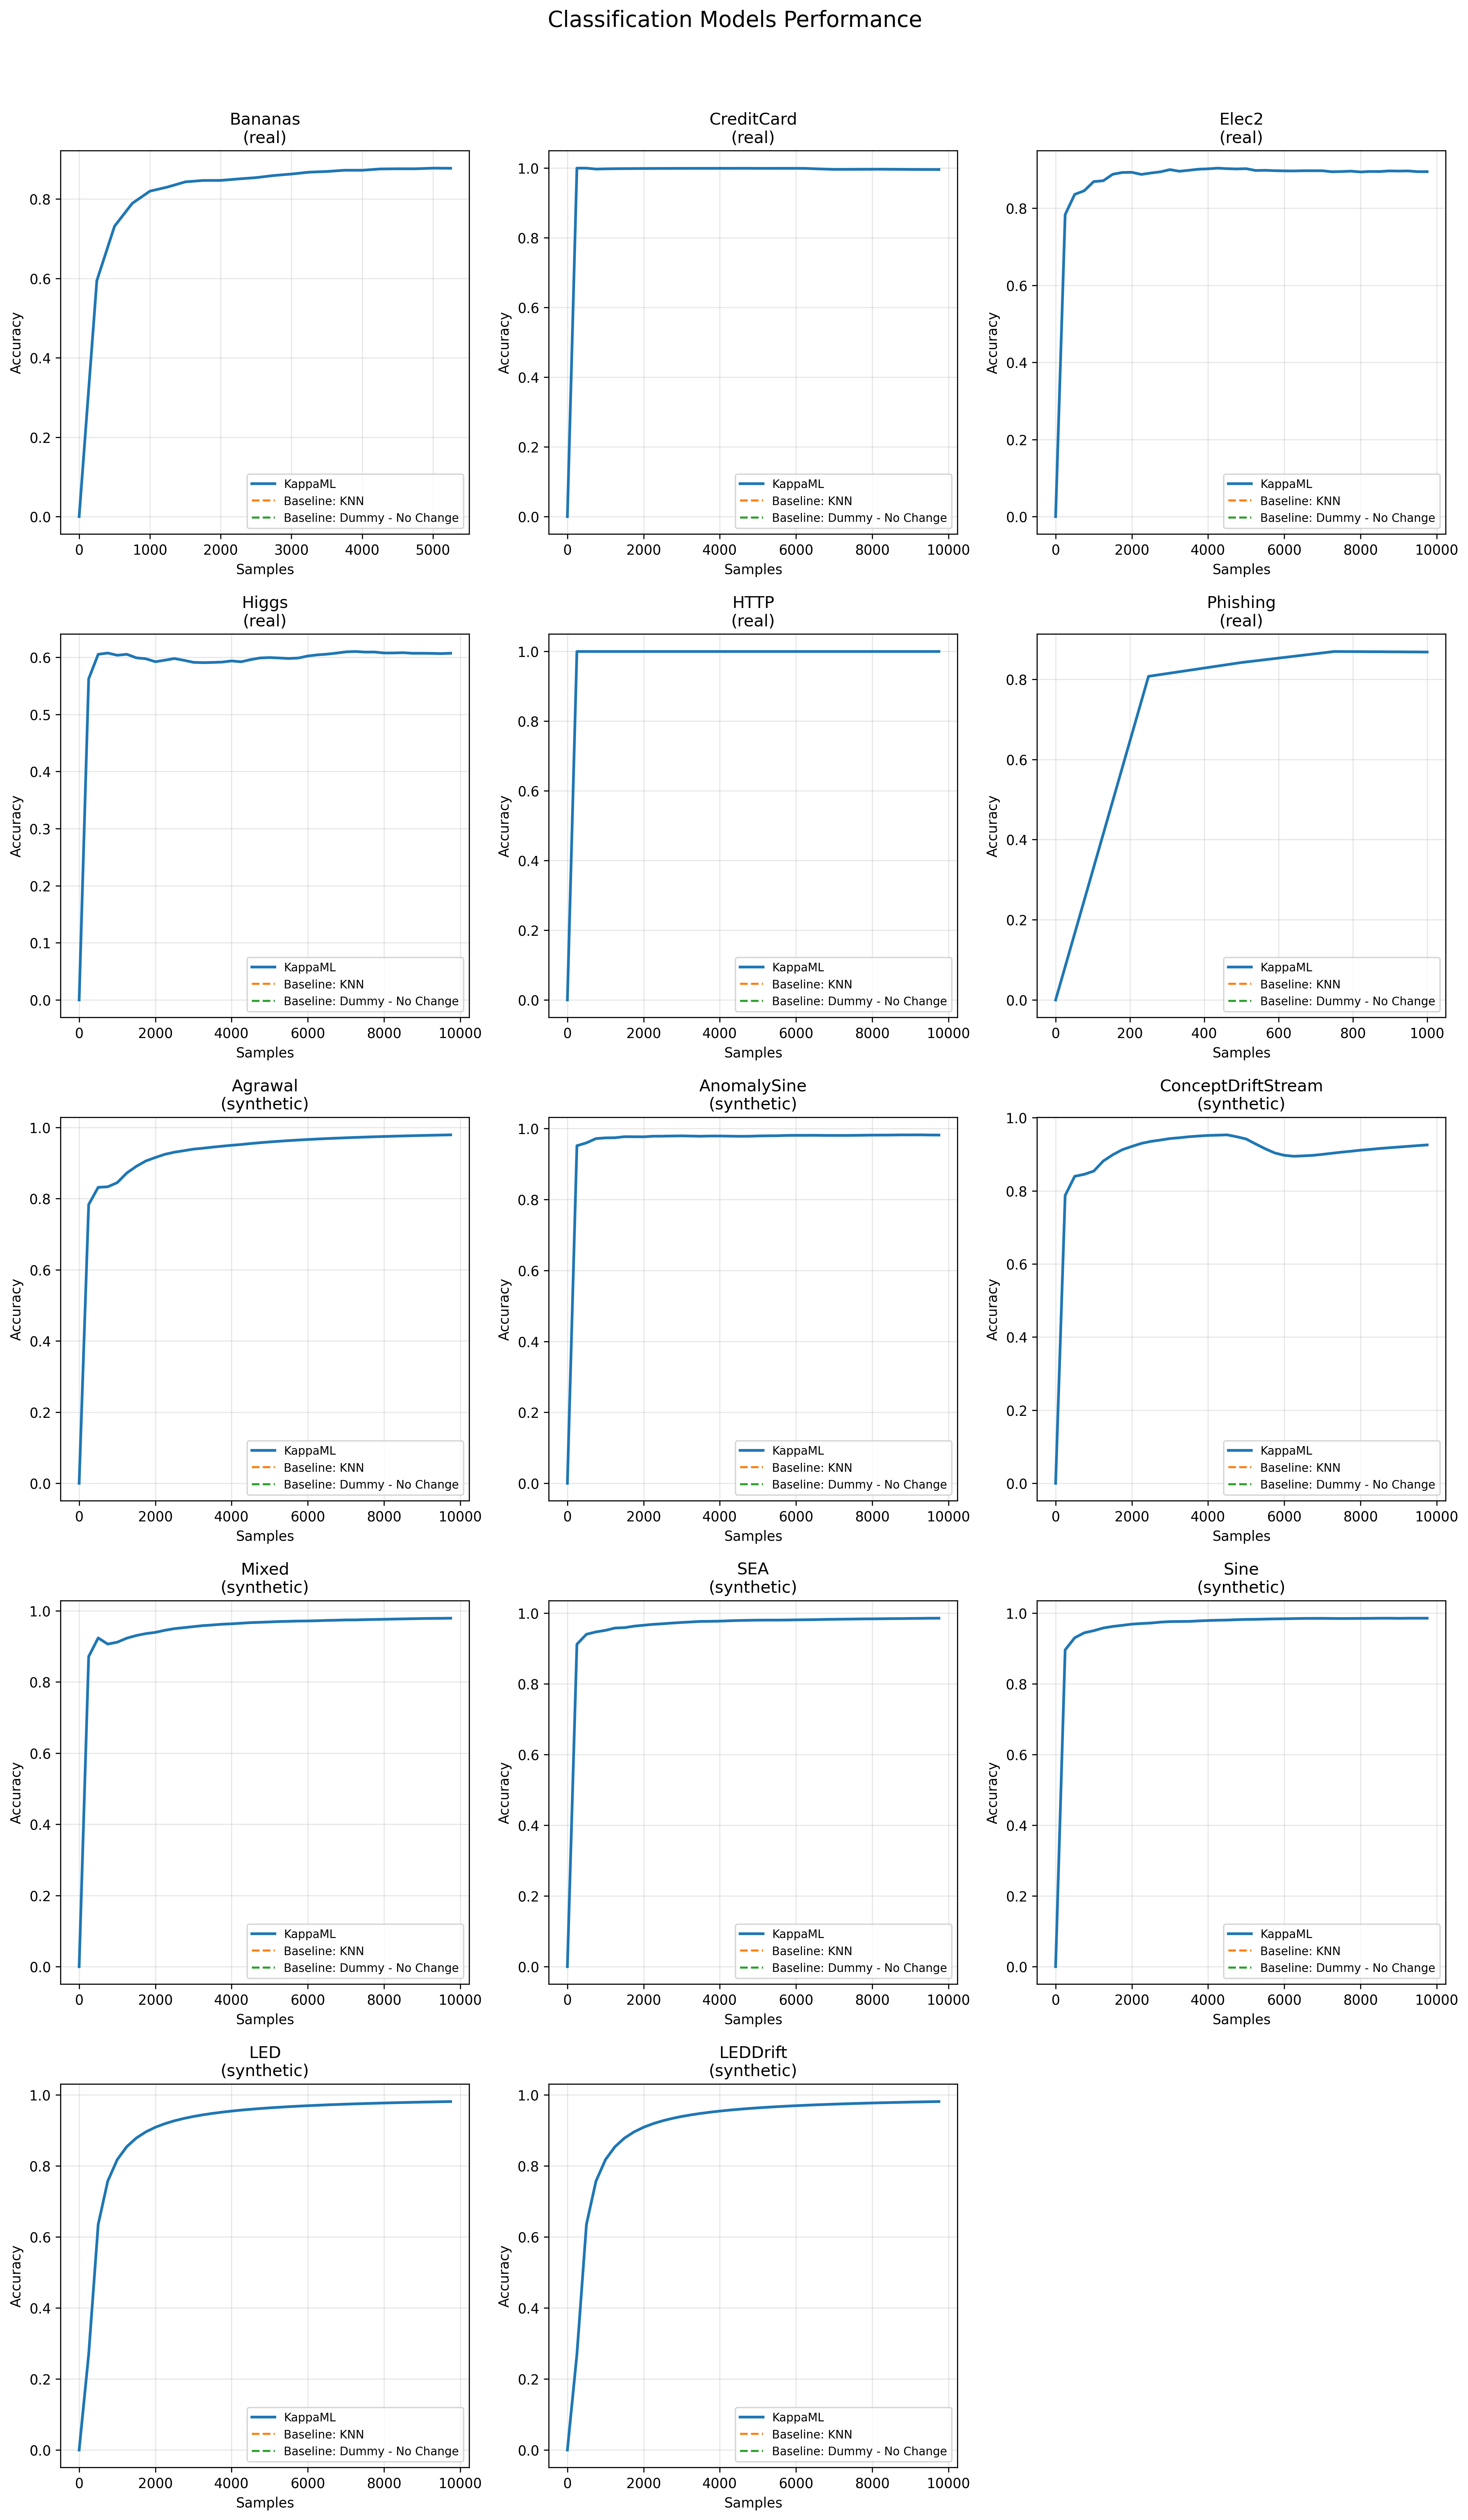 Classification Models Performance
Bananas
(real)
Accuracy
0.8
0.6
0.4
0.2
0.0
KappaML
Baseline: KNN
Baseline: Dummy - No Change
0 1000 2000 3000 4000 5000
Samples
CreditCard
(real)
Accuracy
1.0
0.8
0.6
0.4
0.2
0.0
KappaML
Baseline: KNN
Baseline: Dummy - No Change
0 2000 4000 6000 8000 10000
Samples
Elec2
(real)
Accuracy
0.8
0.6
0.4
0.2
0.0
KappaML
Baseline: KNN
Baseline: Dummy - No Change
0 2000 4000 6000 8000 10000
Samples
Higgs
(real)
Accuracy
0.6
0.5
0.4
0.3
0.2
0.1
0.0
KappaML
Baseline: KNN
Baseline: Dummy - No Change
0 2000 4000 6000 8000 10000
Samples
HTTP
(real)
Accuracy
1.0
0.8
0.6
0.4
0.2
0.0
KappaML
Baseline: KNN
Baseline: Dummy - No Change
0 2000 4000 6000 8000 10000
Samples
Phishing
(real)
Accuracy
0.8
0.6
0.4
0.2
0.0
KappaML
Baseline: KNN
Baseline: Dummy - No Change
0 200 400 600 800 1000
Samples
Agrawal
(synthetic)
Accuracy
1.0
0.8
0.6
0.4
0.2
0.0
KappaML
Baseline: KNN
Baseline: Dummy - No Change
0 2000 4000 6000 8000 10000
Samples
AnomalySine
(synthetic)
Accuracy
1.0
0.8
0.6
0.4
0.2
0.0
KappaML
Baseline: KNN
Baseline: Dummy - No Change
0 2000 4000 6000 8000 10000
Samples
ConceptDriftStream
(synthetic)
Accuracy
1.0
0.8
0.6
0.4
0.2
0.0
KappaML
Baseline: KNN
Baseline: Dummy - No Change
0 2000 4000 6000 8000 10000
Samples
Mixed
(synthetic)
Accuracy
1.0
0.8
0.6
0.4
0.2
0.0
KappaML
Baseline: KNN
Baseline: Dummy - No Change
0 2000 4000 6000 8000 10000
Samples
SEA
(synthetic)
Accuracy
1.0
0.8
0.6
0.4
0.2
0.0
KappaML
Baseline: KNN
Baseline: Dummy - No Change
0 2000 4000 6000 8000 10000
Samples
Sine
(synthetic)
Accuracy
1.0
0.8
0.6
0.4
0.2
0.0
KappaML
Baseline: KNN
Baseline: Dummy - No Change
0 2000 4000 6000 8000 10000
Samples
LED
(synthetic)
Accuracy
1.0
0.8
0.6
0.4
0.2
0.0
KappaML
Baseline: KNN
Baseline: Dummy - No Change
0 2000 4000 6000 8000 10000
Samples
LEDDrift
(synthetic)
Accuracy
1.0
0.8
0.6
0.4
0.2
0.0
KappaML
Baseline: KNN
Baseline: Dummy - No Change
0 2000 4000 6000 8000 10000
Samples